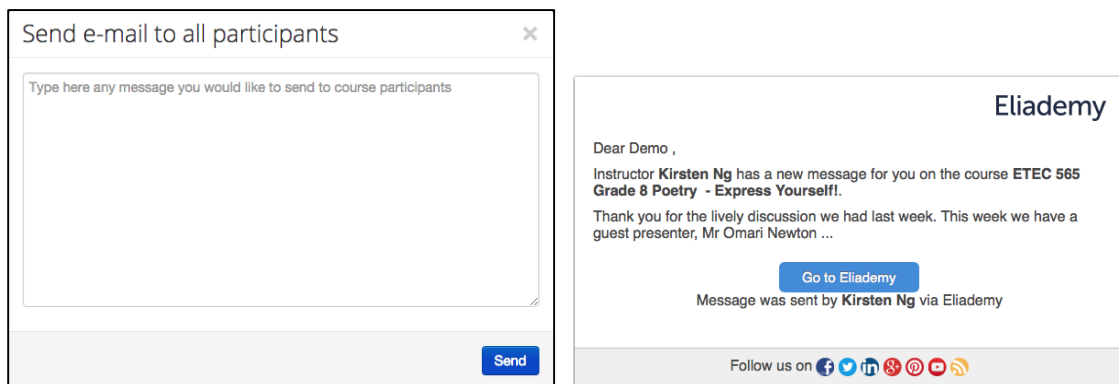 Send e-mail to all participants
×
Type here any message you would like to send to course participants
Send
Eliademy
Dear Demo ,
Instructor Kirsten Ng has a new message for you on the course ETEC 565
Grade 8 Poetry - Express Yourself!.
Thank you for the lively discussion we had last week. This week we have a
guest presenter, Mr Omari Newton ...
Go to Eliademy
Message was sent by Kirsten Ng via Eliademy
Follow us on